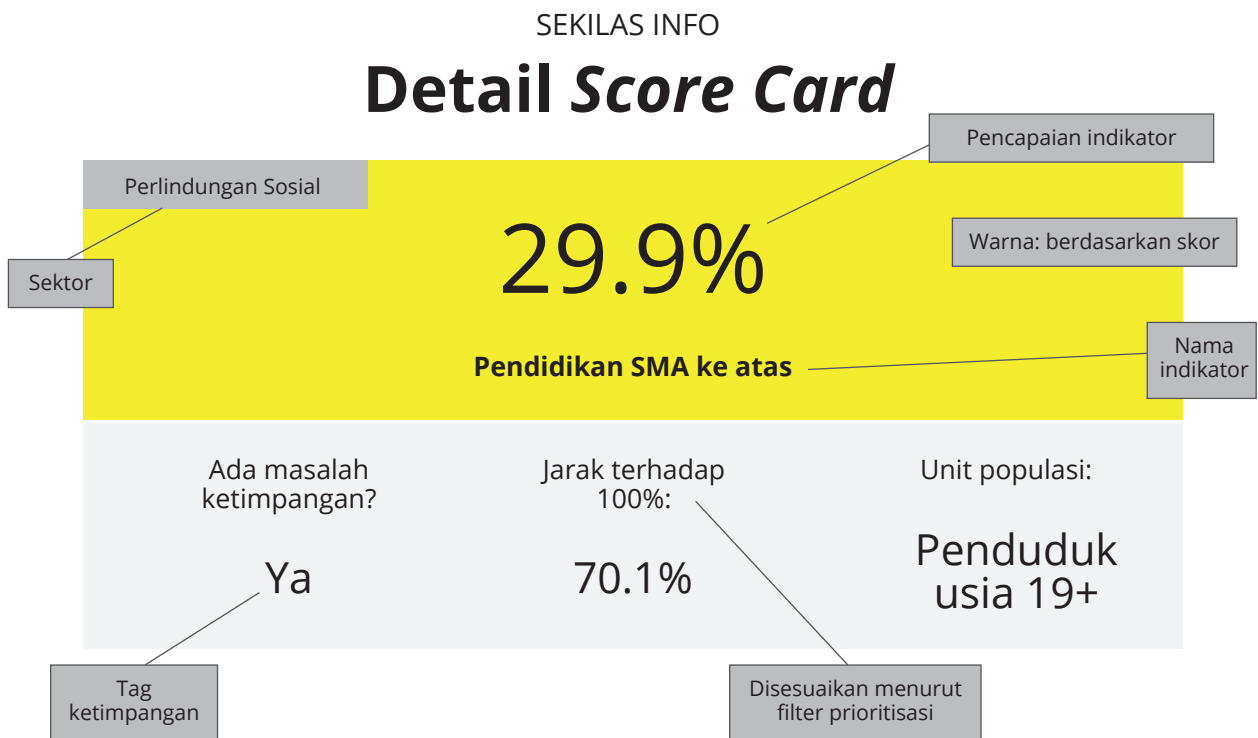 SEKILAS INFO
Detail Score Card
Pencapaian indikator
Perlindungan Sosial
29.9%
Warna: berdasarkan skor
Sektor
Pendidikan SMA ke atas
Nama
indikator
Ada masalah
ketimpangan?
Ya
Jarak terhadap
100%:
70.1%
Unit populasi:
Penduduk
usia 19+
Tag
ketimpangan
Disesuaikan menurut
filter prioritisasi